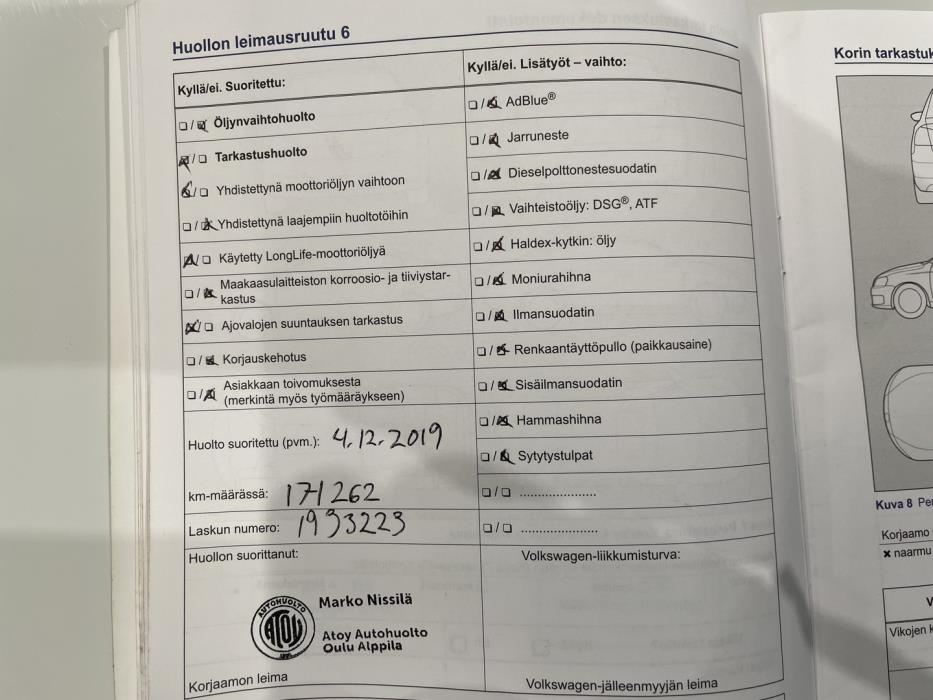 Huollon leimausruutu 6
Kyllä/ei. Suoritettu:
Öljynvaihtohuolto
Tarkastushuolto
Yhdistettynä moottoriöljyn vaihtoon
Yhdistettynä laajempiin huoltotöihin
Käytetty LongLife-moottoriöljyä
Maakaasulaitteiston korroosio- ja tiiviystar-
kastus
Ajovalojen suuntauksen tarkastus
Korjauskehotus
Asiakkaan toivomuksesta
(merkintä myös työmääräykseen)
Huolto suoritettu (pvm.): 4.12.2019
km-määrässä: 171262
Laskun numero: 1933223
Huollon suorittanut:
AUTOHUOLTO
ATOY
Marko Nissilä
Atoy Autohuolto
Oulu Alppila
Korjaamon leima
Kyllä/ei. Lisätyöt – vaihto:
AdBlue®
Jarruneste
Dieselpolttonestesuodatin
Vaihteistoöljy: DSG®, ATF
Haldex-kytkin: öljy
Moniurahihna
Ilmansuodatin
Renkaantäyttöpullo (paikkausaine)
Sisäilmansuodatin
Hammashihna
Sytytystulpat
Volkswagen-liikkumisturva:
Volkswagen-jälleenmyyjän leima
Korin tarkastuk
Kuva 8 Pe
Korjaamo
× naarmu
V
Vikojen k